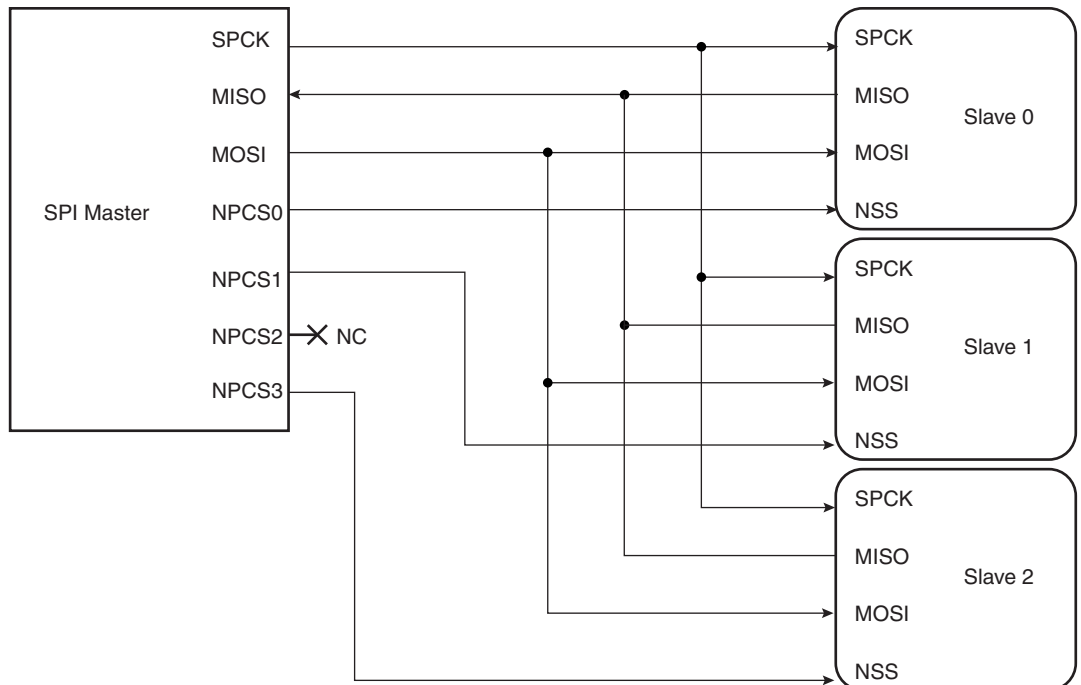 SPI Master
SPCK
MISO
MOSI
NPCS0
NPCS1
NPCS2
NC
NPCS3
SPCK
MISO
Slave 0
MOSI
NSS
SPCK
MISO
Slave 1
MOSI
NSS
SPCK
MISO
Slave 2
MOSI
NSS